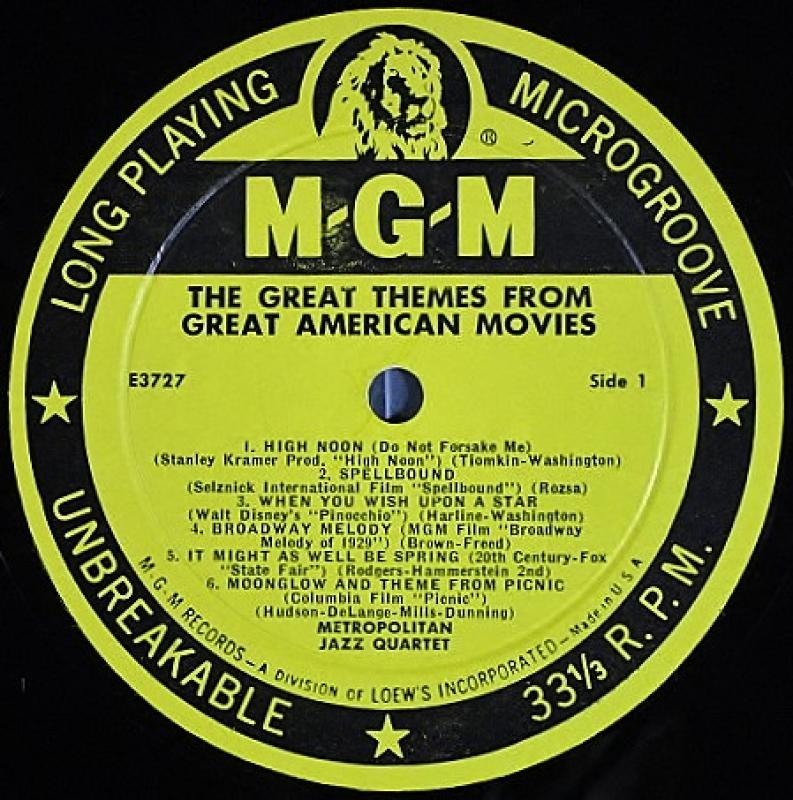 LONG PLAYING MICROGROOVE
®
M-G-M
THE GREAT THEMES FROM
GREAT AMERICAN MOVIES
E3727 Side 1
1. HIGH NOON (Do Not Forsake Me)
(Stanley Kramer Prod. "High Noon") (Tiomkin-Washington)
2. SPELLBOUND
(Selznick International Film "Spellbound") (Rozsa)
3. WHEN YOU WISH UPON A STAR
(Walt Disney's "Pinocchio") (Harline-Washington)
4. BROADWAY MELODY (MGM Film "Broadway
Melody of 1929") (Brown-Freed)
5. IT MIGHT AS WELL BE SPRING (20th Century-Fox
"State Fair") (Rodgers-Hammerstein 2nd)
6. MOONGLOW AND THEME FROM PICNIC
(Columbia Film "Picnic")
(Hudson-DeLange-Mills-Dunning)
METROPOLITAN
JAZZ QUARTET
M-G-M RECORDS—A DIVISION OF LOEW'S INCORPORATED—Made in U.S.A
UNBREAKABLE 33⅓ R.P.M.